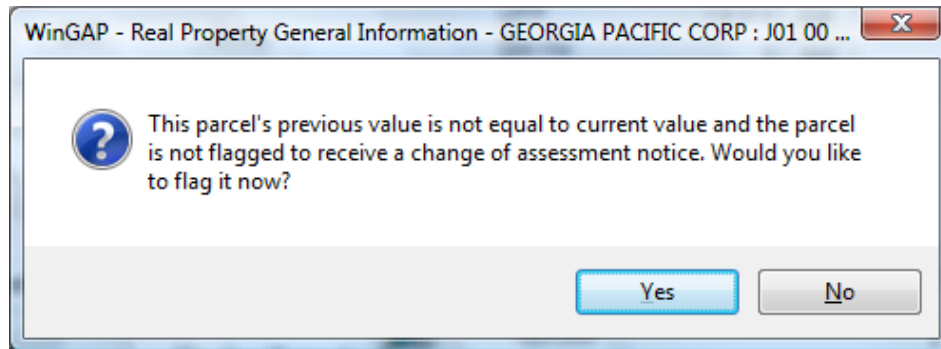 WinGAP - Real Property General Information - GEORGIA PACIFIC CORP : J01 00 ...
This parcel's previous value is not equal to current value and the parcel
is not flagged to receive a change of assessment notice. Would you like
to flag it now?
Yes
No